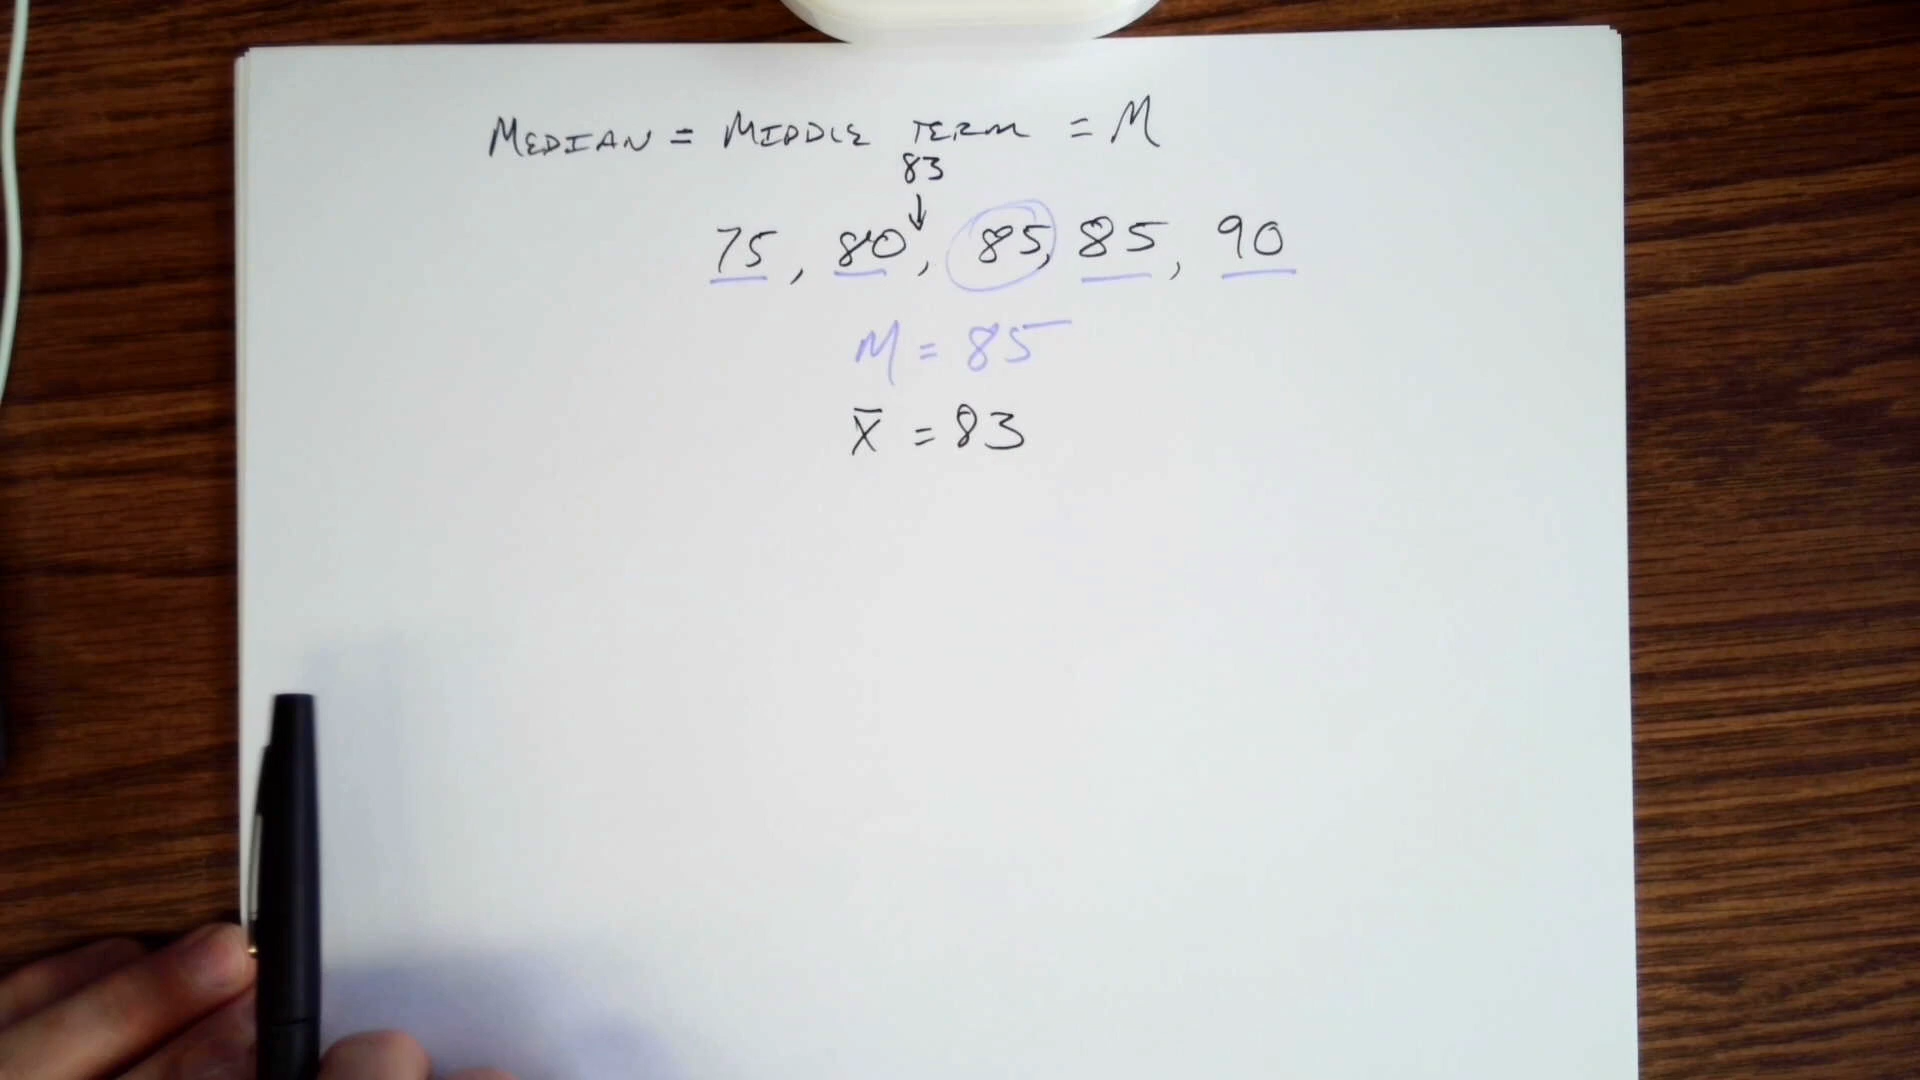 MEDIAN = MIDDLE TERM = M
83
↓
75, 80, 85, 85, 90
M = 85
x̄ = 83